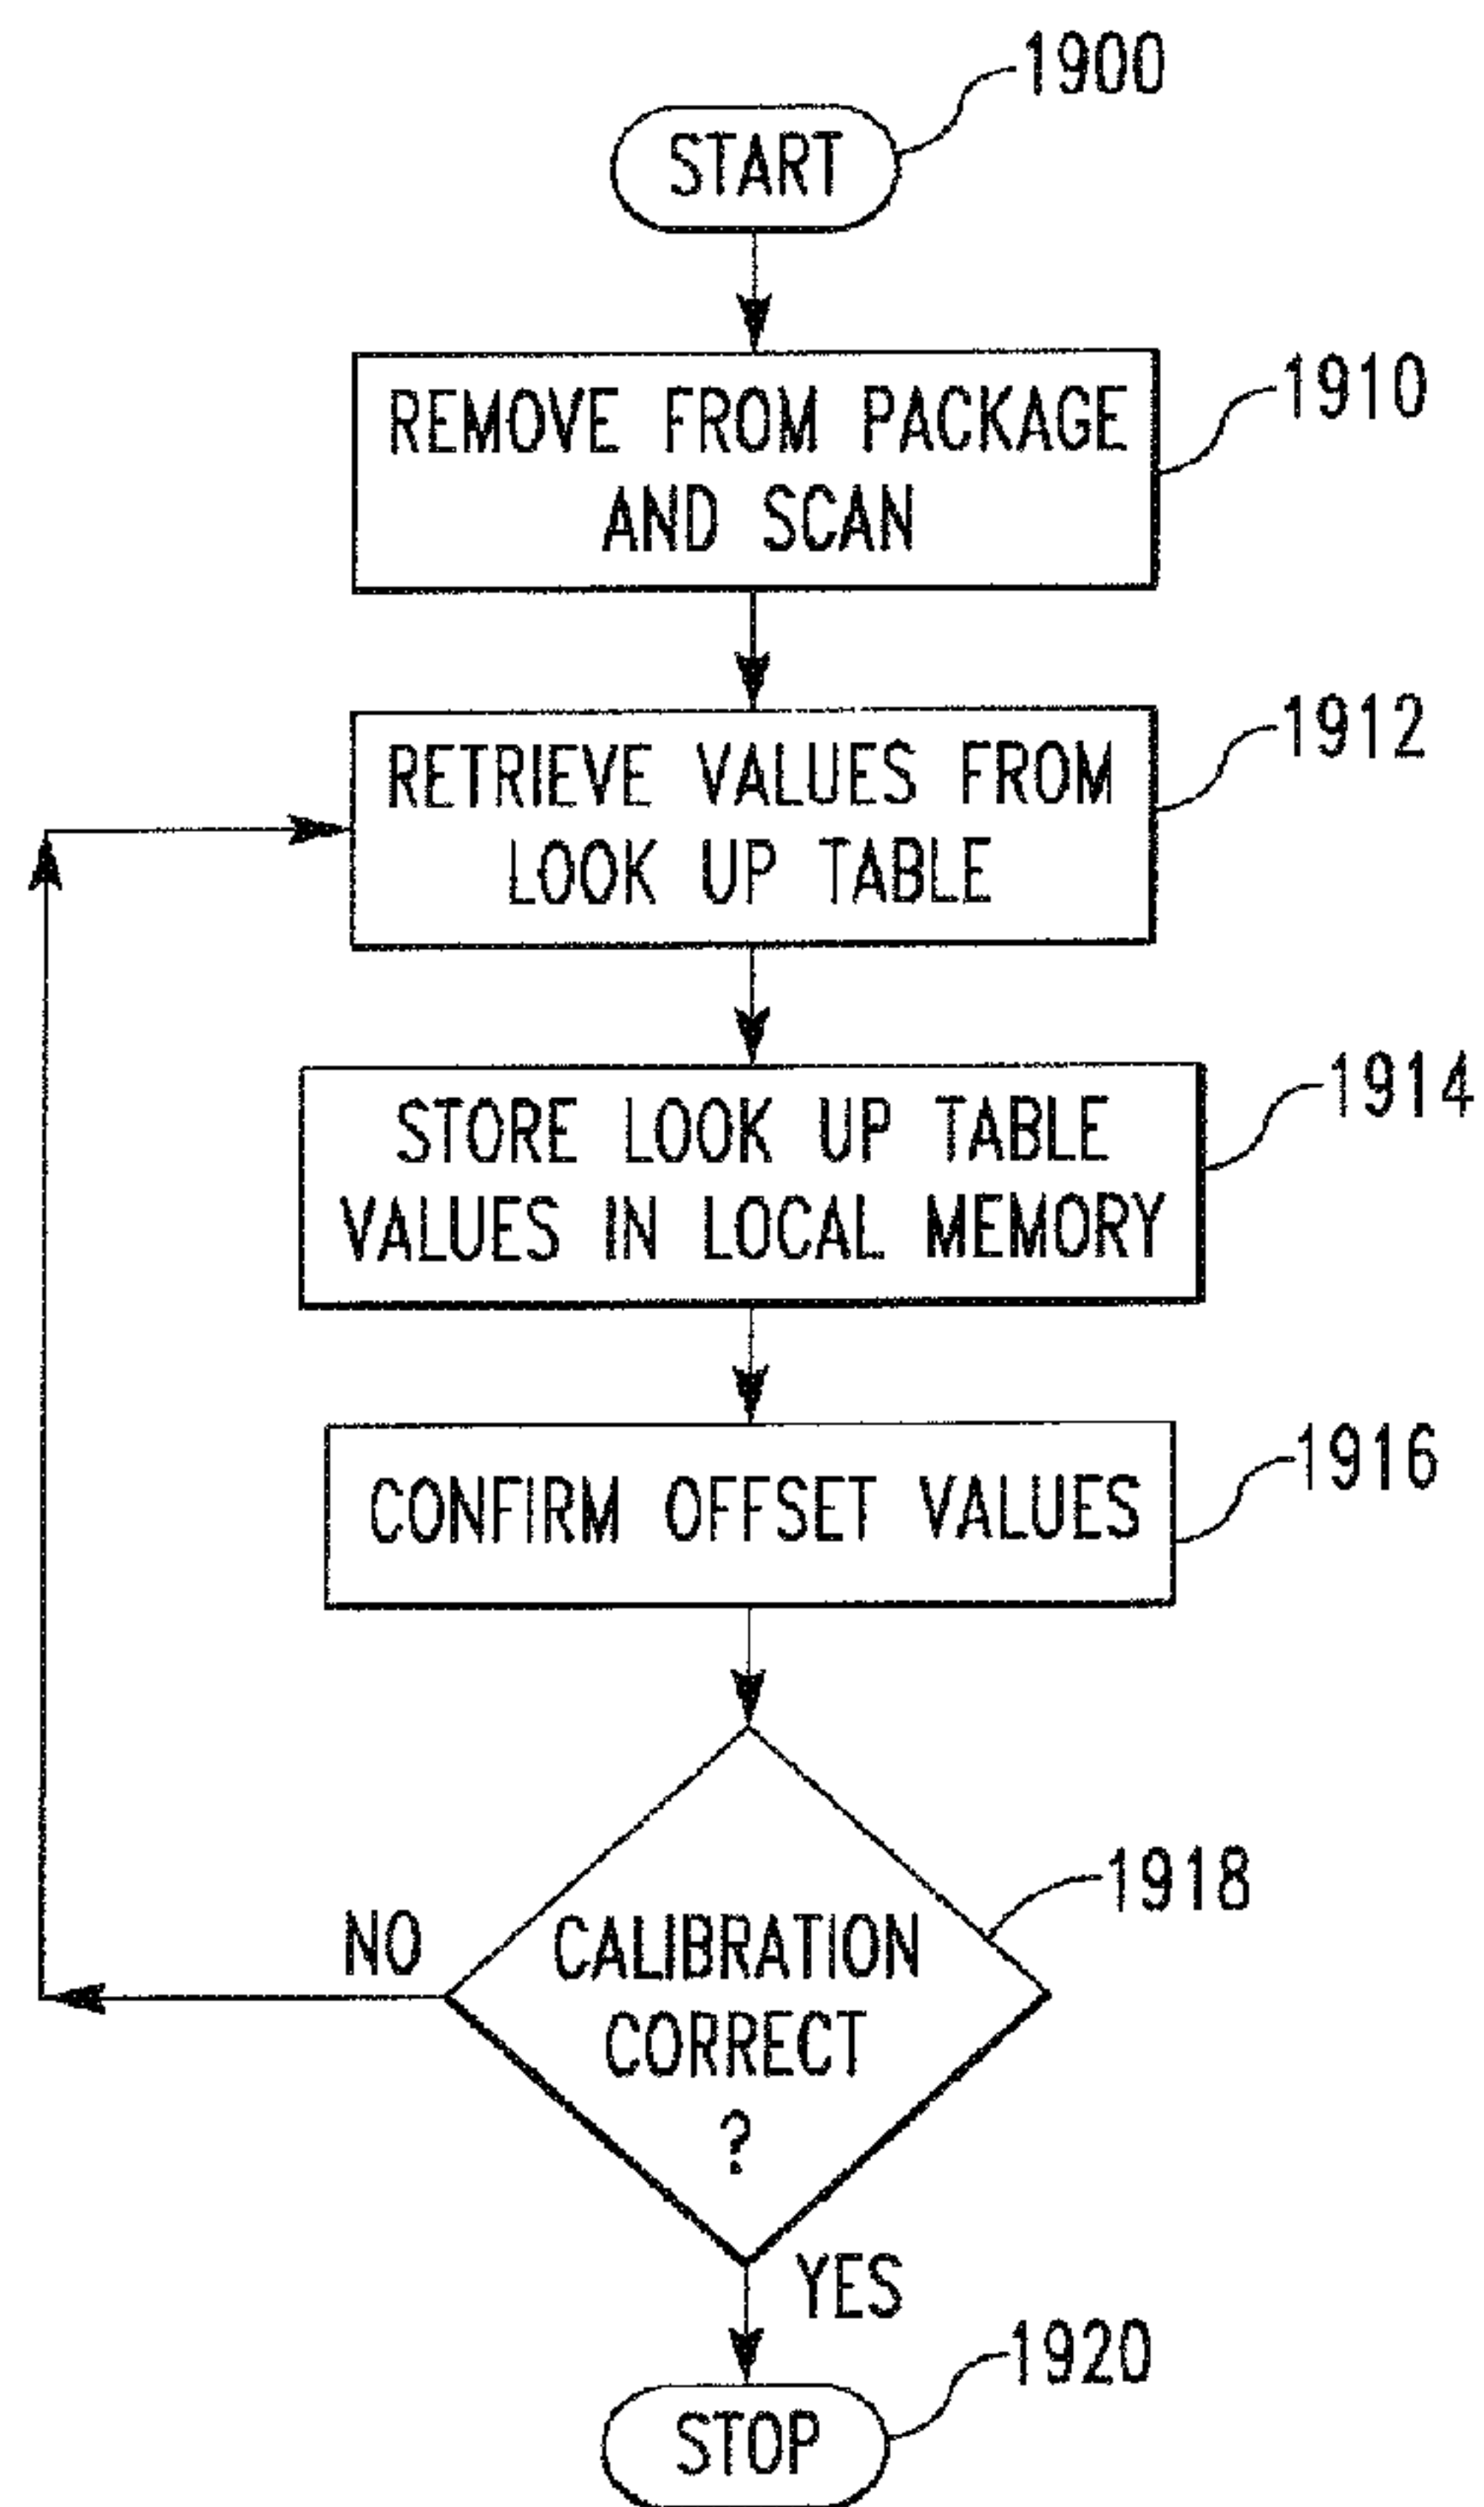 1900
START
1910
REMOVE FROM PACKAGE
AND SCAN
1912
RETRIEVE VALUES FROM
LOOK UP TABLE
1914
STORE LOOK UP TABLE
VALUES IN LOCAL MEMORY
1916
CONFIRM OFFSET VALUES
1918
NO
CALIBRATION
CORRECT
?
YES
1920
STOP